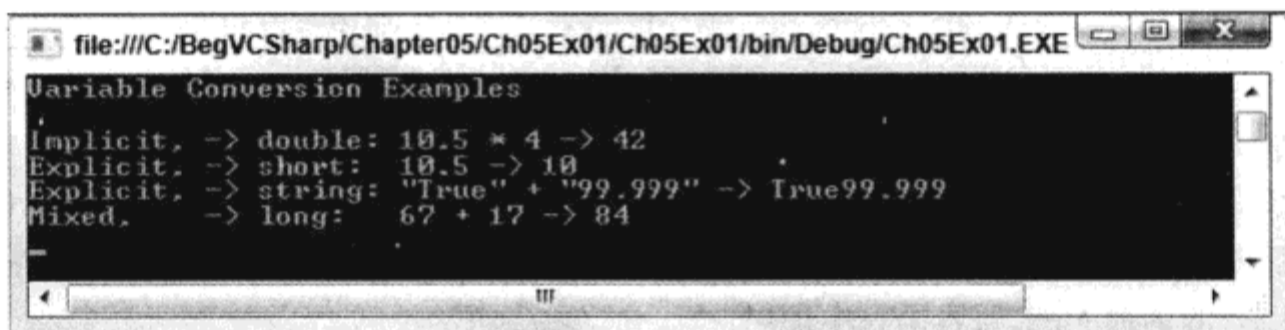 file:///C:/BegVCSharp/Chapter05/Ch05Ex01/Ch05Ex01/bin/Debug/Ch05Ex01.EXE
Variable Conversion Examples
Implicit, -> double: 10.5 * 4 -> 42
Explicit, -> short:  10.5 -> 10
Explicit, -> string: "True" + "99.999" -> True99.999
Mixed,    -> long:   67 + 17 -> 84